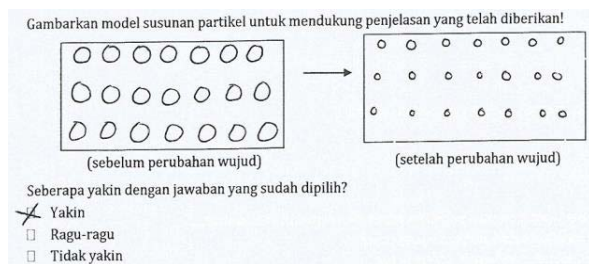 Gambarkan model susunan partikel untuk mendukung penjelasan yang telah diberikan!
(sebelum perubahan wujud)
(setelah perubahan wujud)
Seberapa yakin dengan jawaban yang sudah dipilih?
Yakin
Ragu-ragu
Tidak yakin